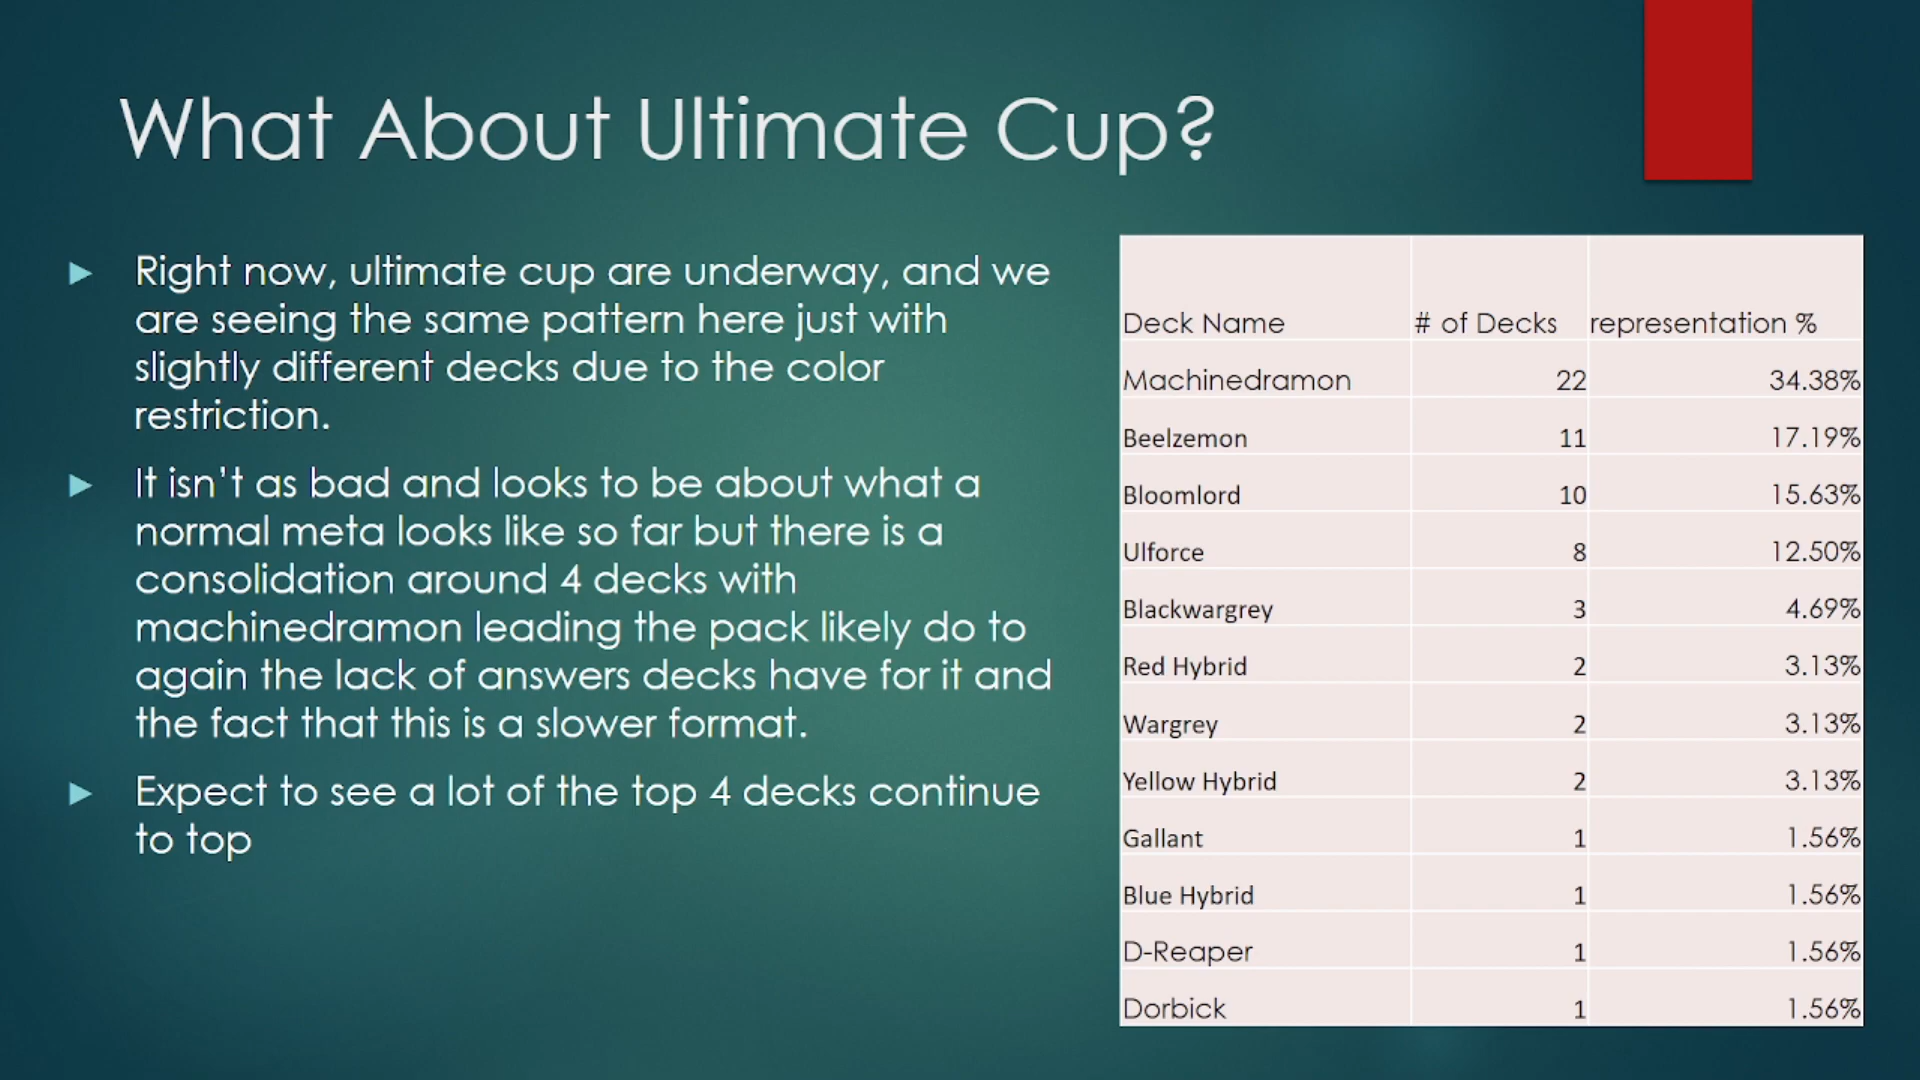 What About Ultimate Cup?
Right now, ultimate cup are underway, and we
are seeing the same pattern here just with
slightly different decks due to the color
restriction.
It isn't as bad and looks to be about what a
normal meta looks like so far but there is a
consolidation around 4 decks with
machinedramon leading the pack likely do to
again the lack of answers decks have for it and
the fact that this is a slower format.
Expect to see a lot of the top 4 decks continue
to top
Deck Name # of Decks representation %
Machinedramon 22 34.38%
Beelzemon 11 17.19%
Bloomlord 10 15.63%
Ulforce 8 12.50%
Blackwargrey 3 4.69%
Red Hybrid 2 3.13%
Wargrey 2 3.13%
Yellow Hybrid 2 3.13%
Gallant 1 1.56%
Blue Hybrid 1 1.56%
D-Reaper 1 1.56%
Dorbick 1 1.56%